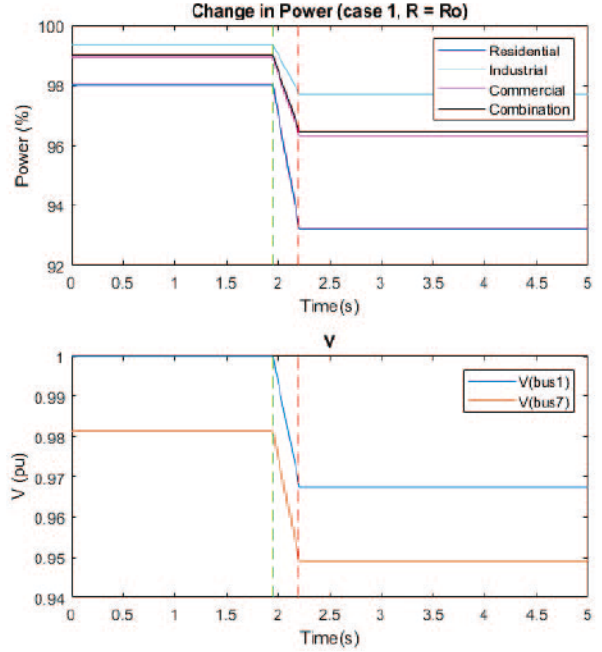 Change in Power (case 1, R = Ro)
100
98
96
94
92
Power (%)
Residential
Industrial
Commercial
Combination
0 0.5 1 1.5 2 2.5 3 3.5 4 4.5 5
Time(s)
V
1
0.99
0.98
0.97
0.96
0.95
0.94
V (pu)
V(bus1)
V(bus7)
0 0.5 1 1.5 2 2.5 3 3.5 4 4.5 5
Time(s)